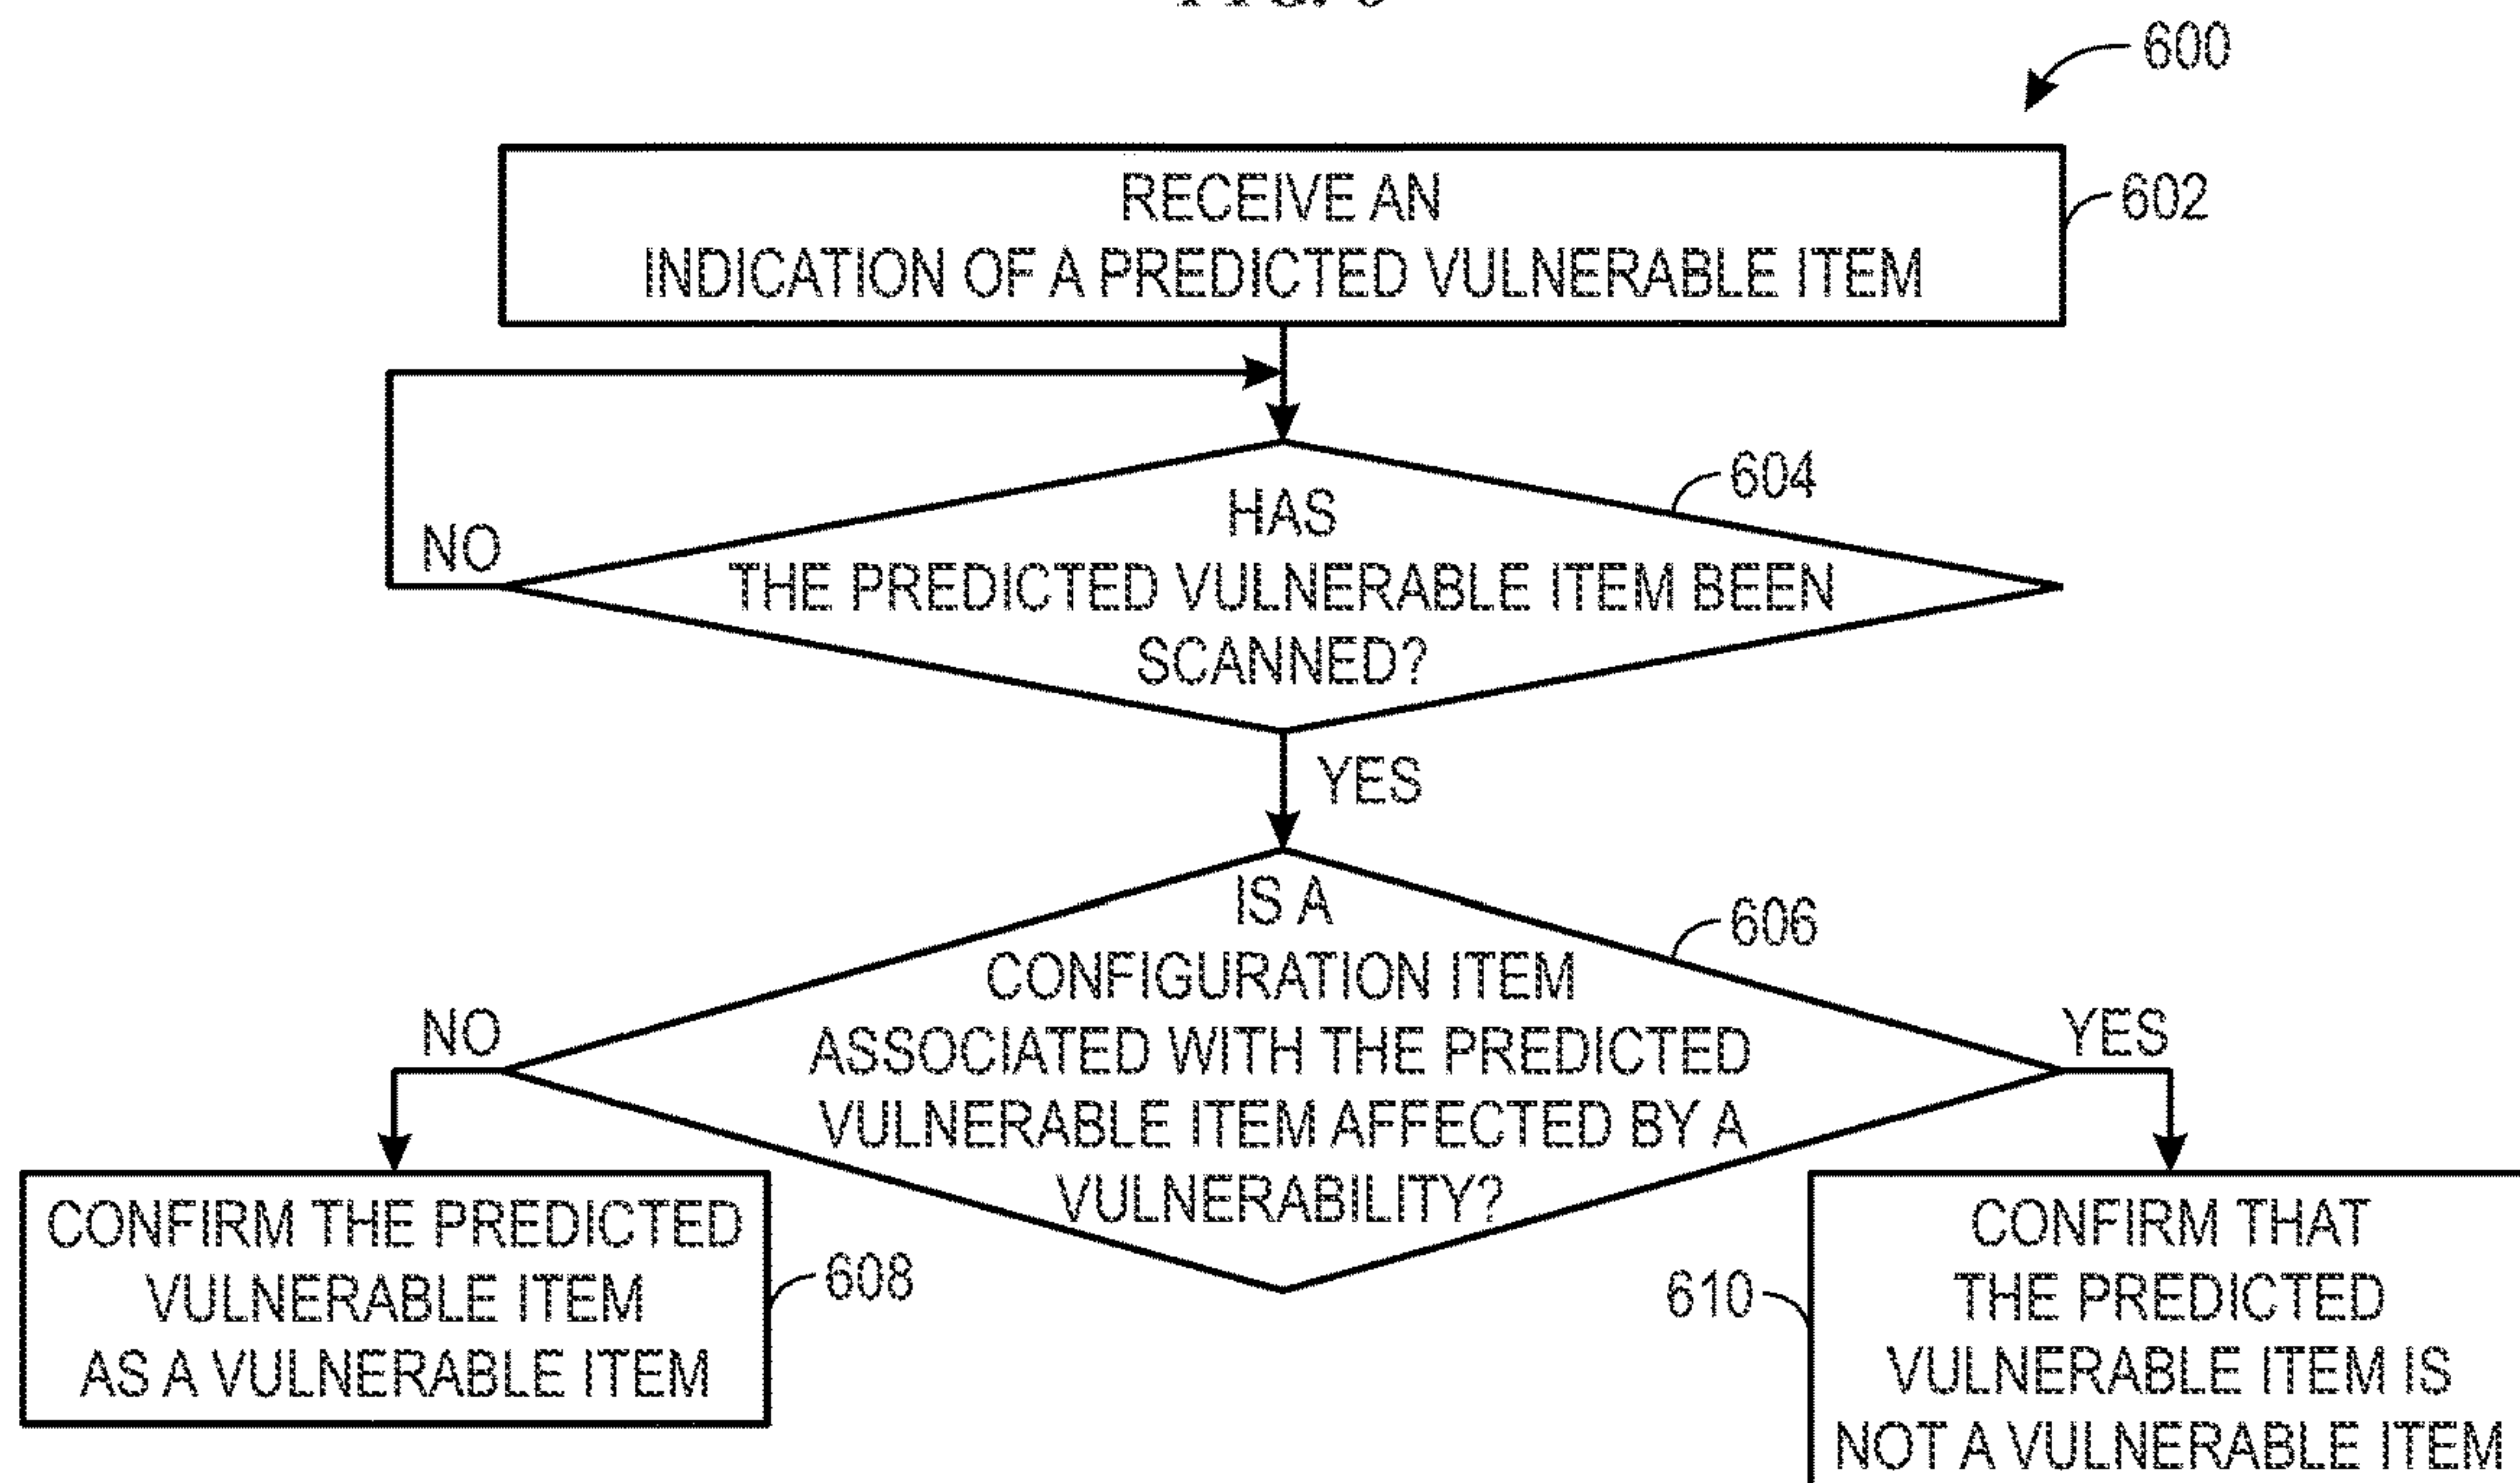 600
RECEIVE AN
INDICATION OF A PREDICTED VULNERABLE ITEM
602
HAS
THE PREDICTED VULNERABLE ITEM BEEN
SCANNED?
604
NO
YES
IS A
CONFIGURATION ITEM
ASSOCIATED WITH THE PREDICTED
VULNERABLE ITEM AFFECTED BY A
VULNERABILITY?
606
NO
YES
CONFIRM THE PREDICTED
VULNERABLE ITEM
AS A VULNERABLE ITEM
608
610
CONFIRM THAT
THE PREDICTED
VULNERABLE ITEM IS
NOT A VULNERABLE ITEM